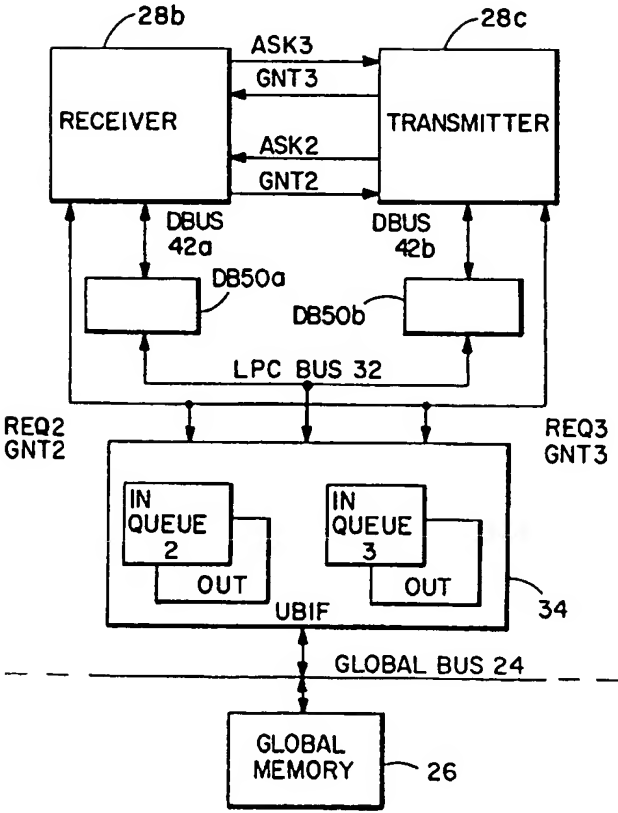 28b
28c
ASK3
GNT3
RECEIVER
TRANSMITTER
ASK2
GNT2
DBUS
42a
DBUS
42b
DB50a
DB50b
LPC BUS 32
REQ2
GNT2
REQ3
GNT3
IN
QUEUE
2
OUT
IN
QUEUE
3
OUT
UBIF
34
GLOBAL BUS 24
GLOBAL
MEMORY
26